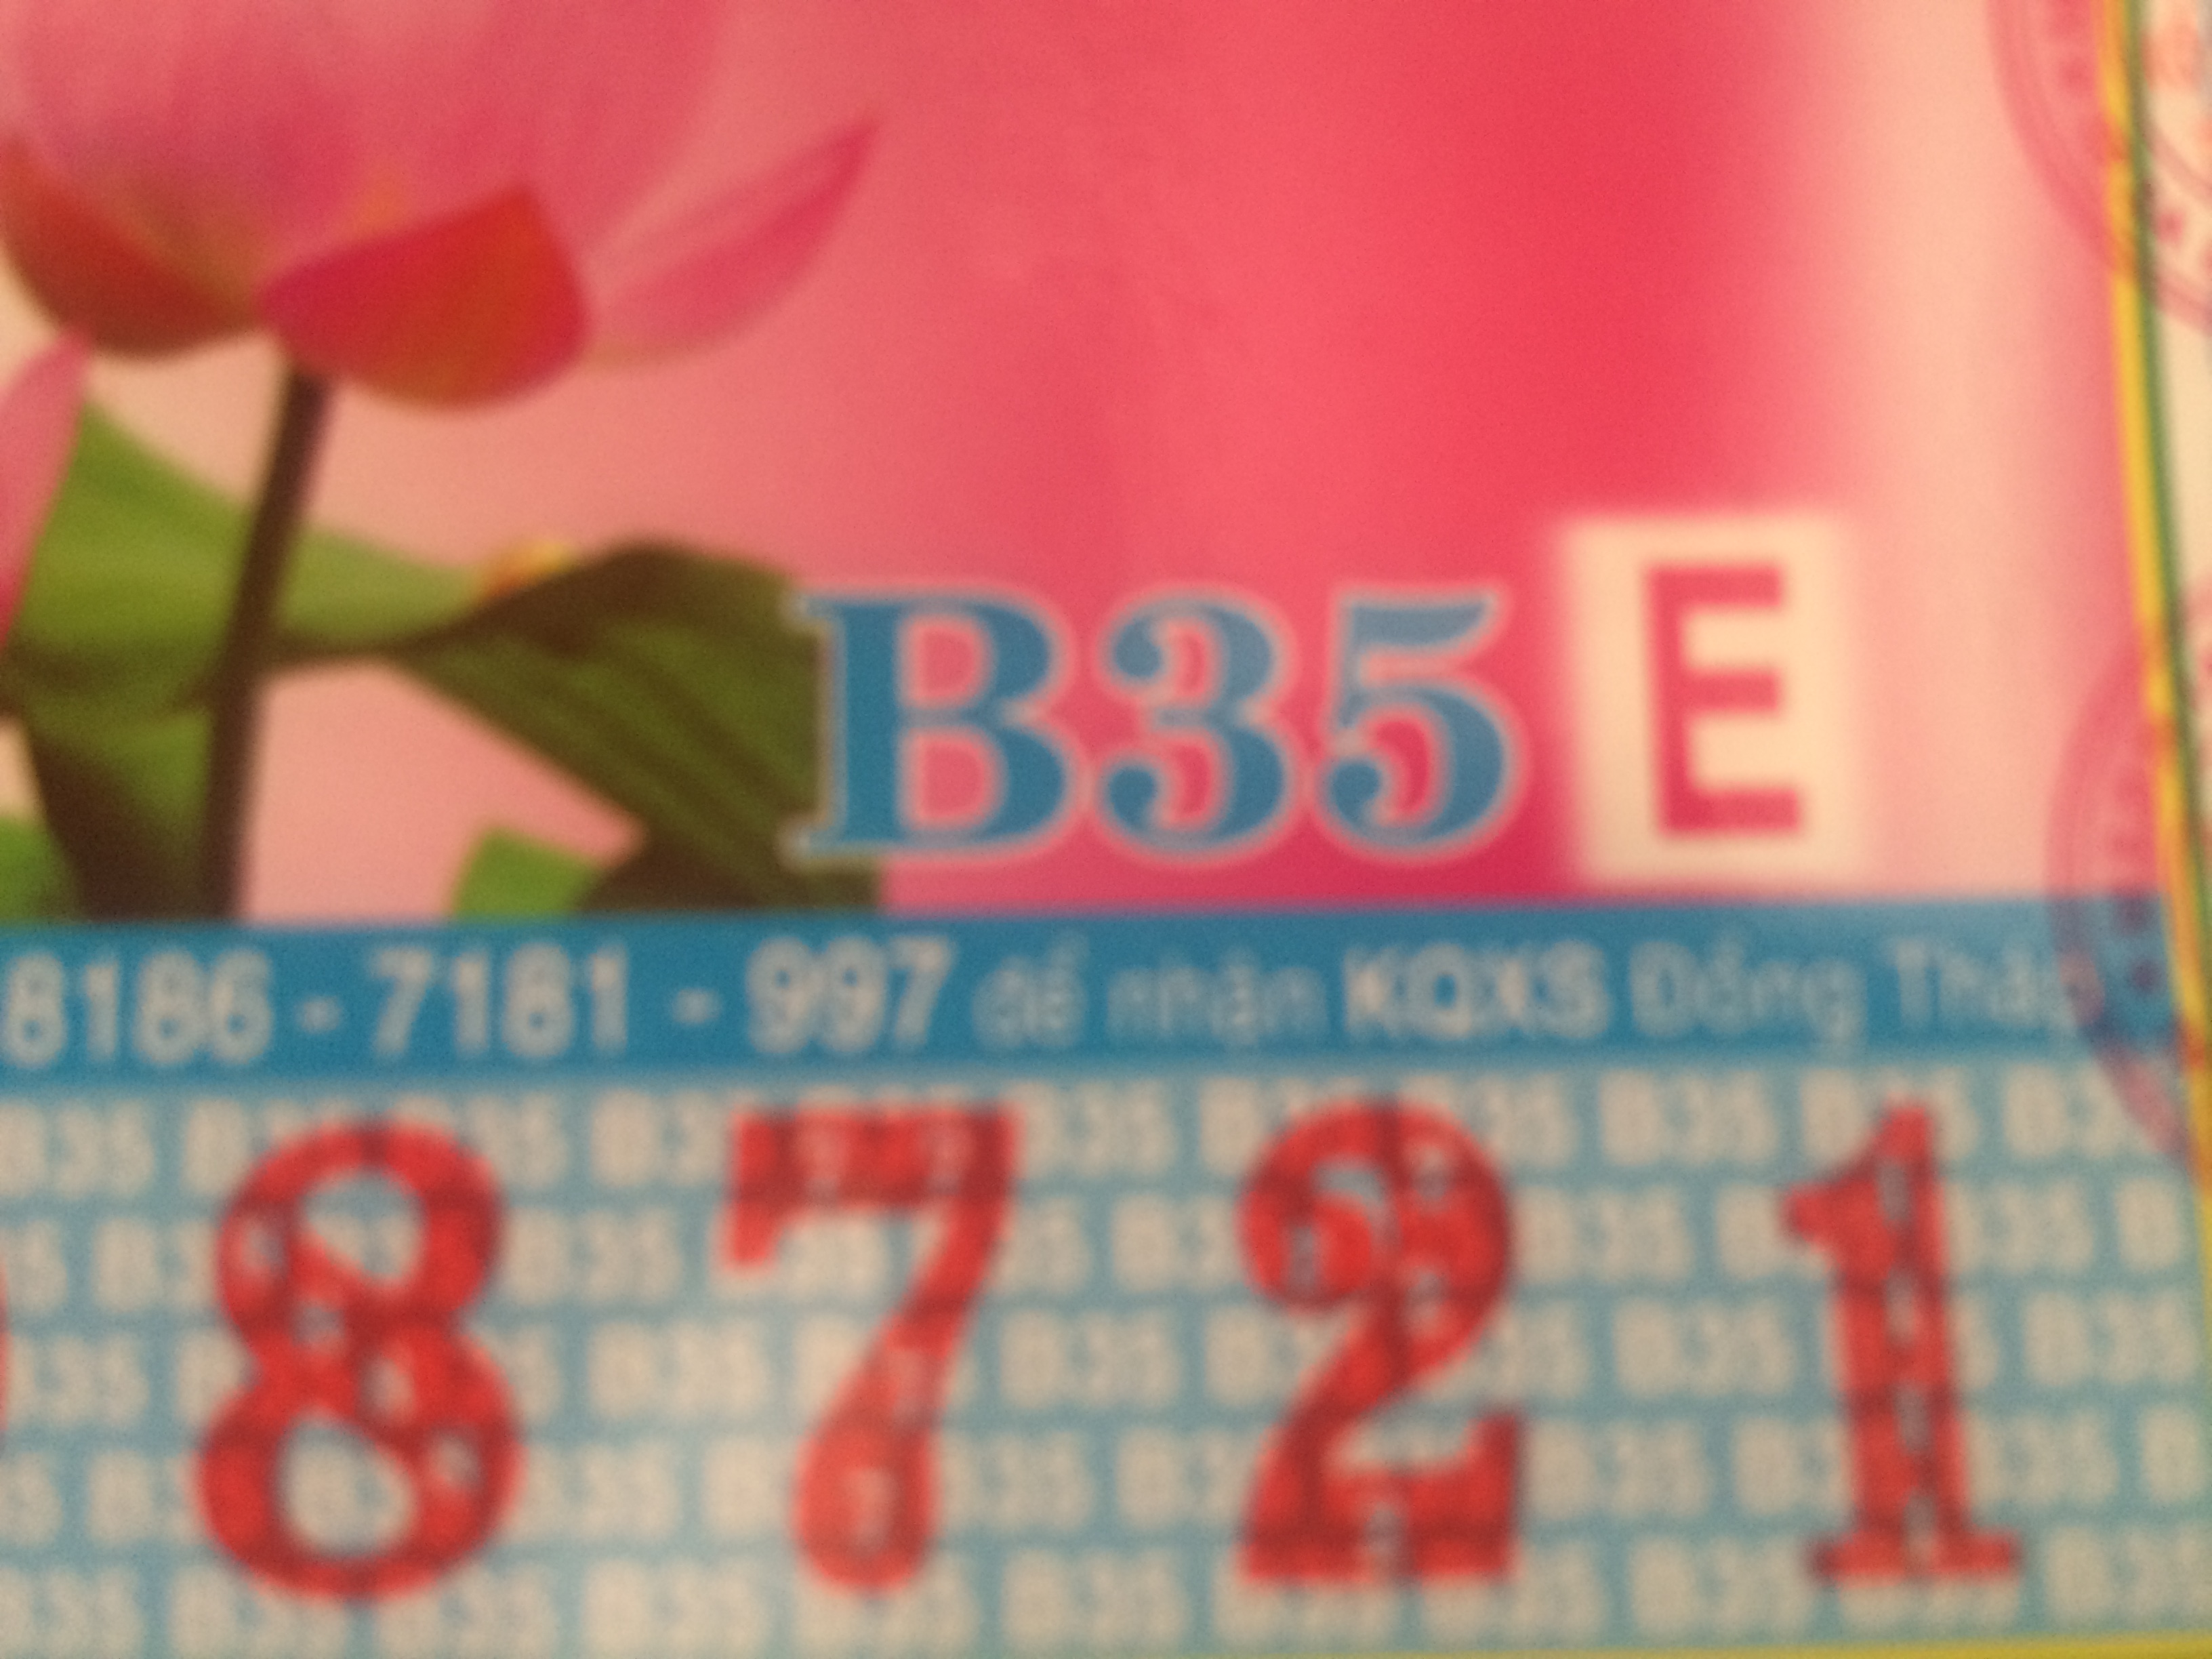 B35 E
8186 - 7181 - 997 để nhận KQXS Đồng Tháp
8721